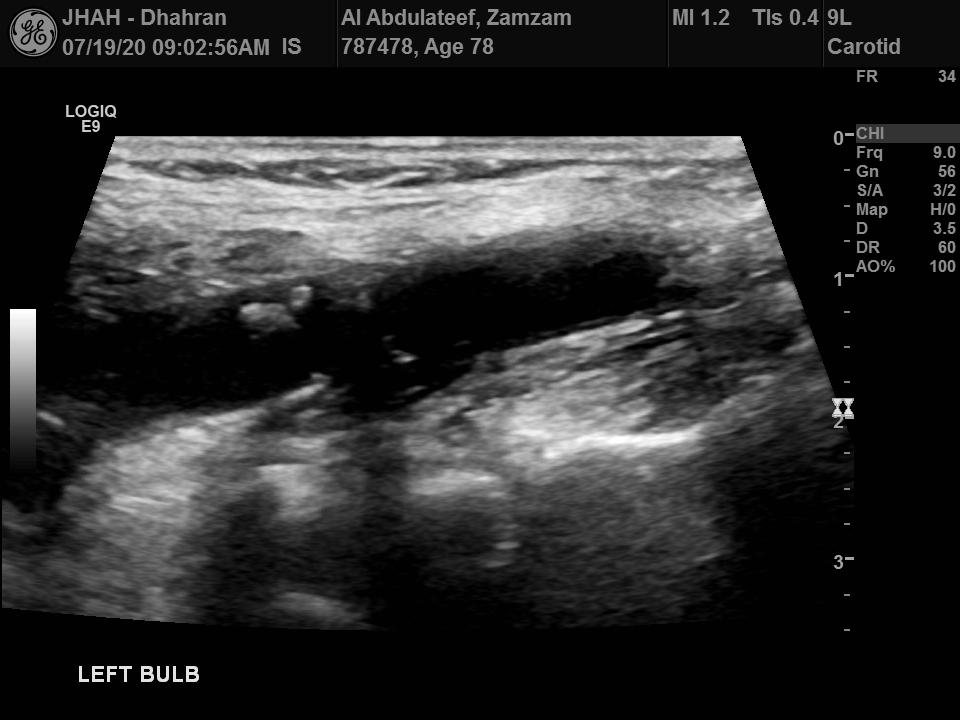 JHAH - Dhahran
07/19/20 09:02:56AM IS
Al Abdulateef, Zamzam
787478, Age 78
MI 1.2 TIs 0.4
9L
Carotid
FR 34
LOGIQ
E9
CHI
Frq 9.0
Gn 56
S/A 3/2
Map H/0
D 3.5
DR 60
AO% 100
0
1
2
3
LEFT BULB